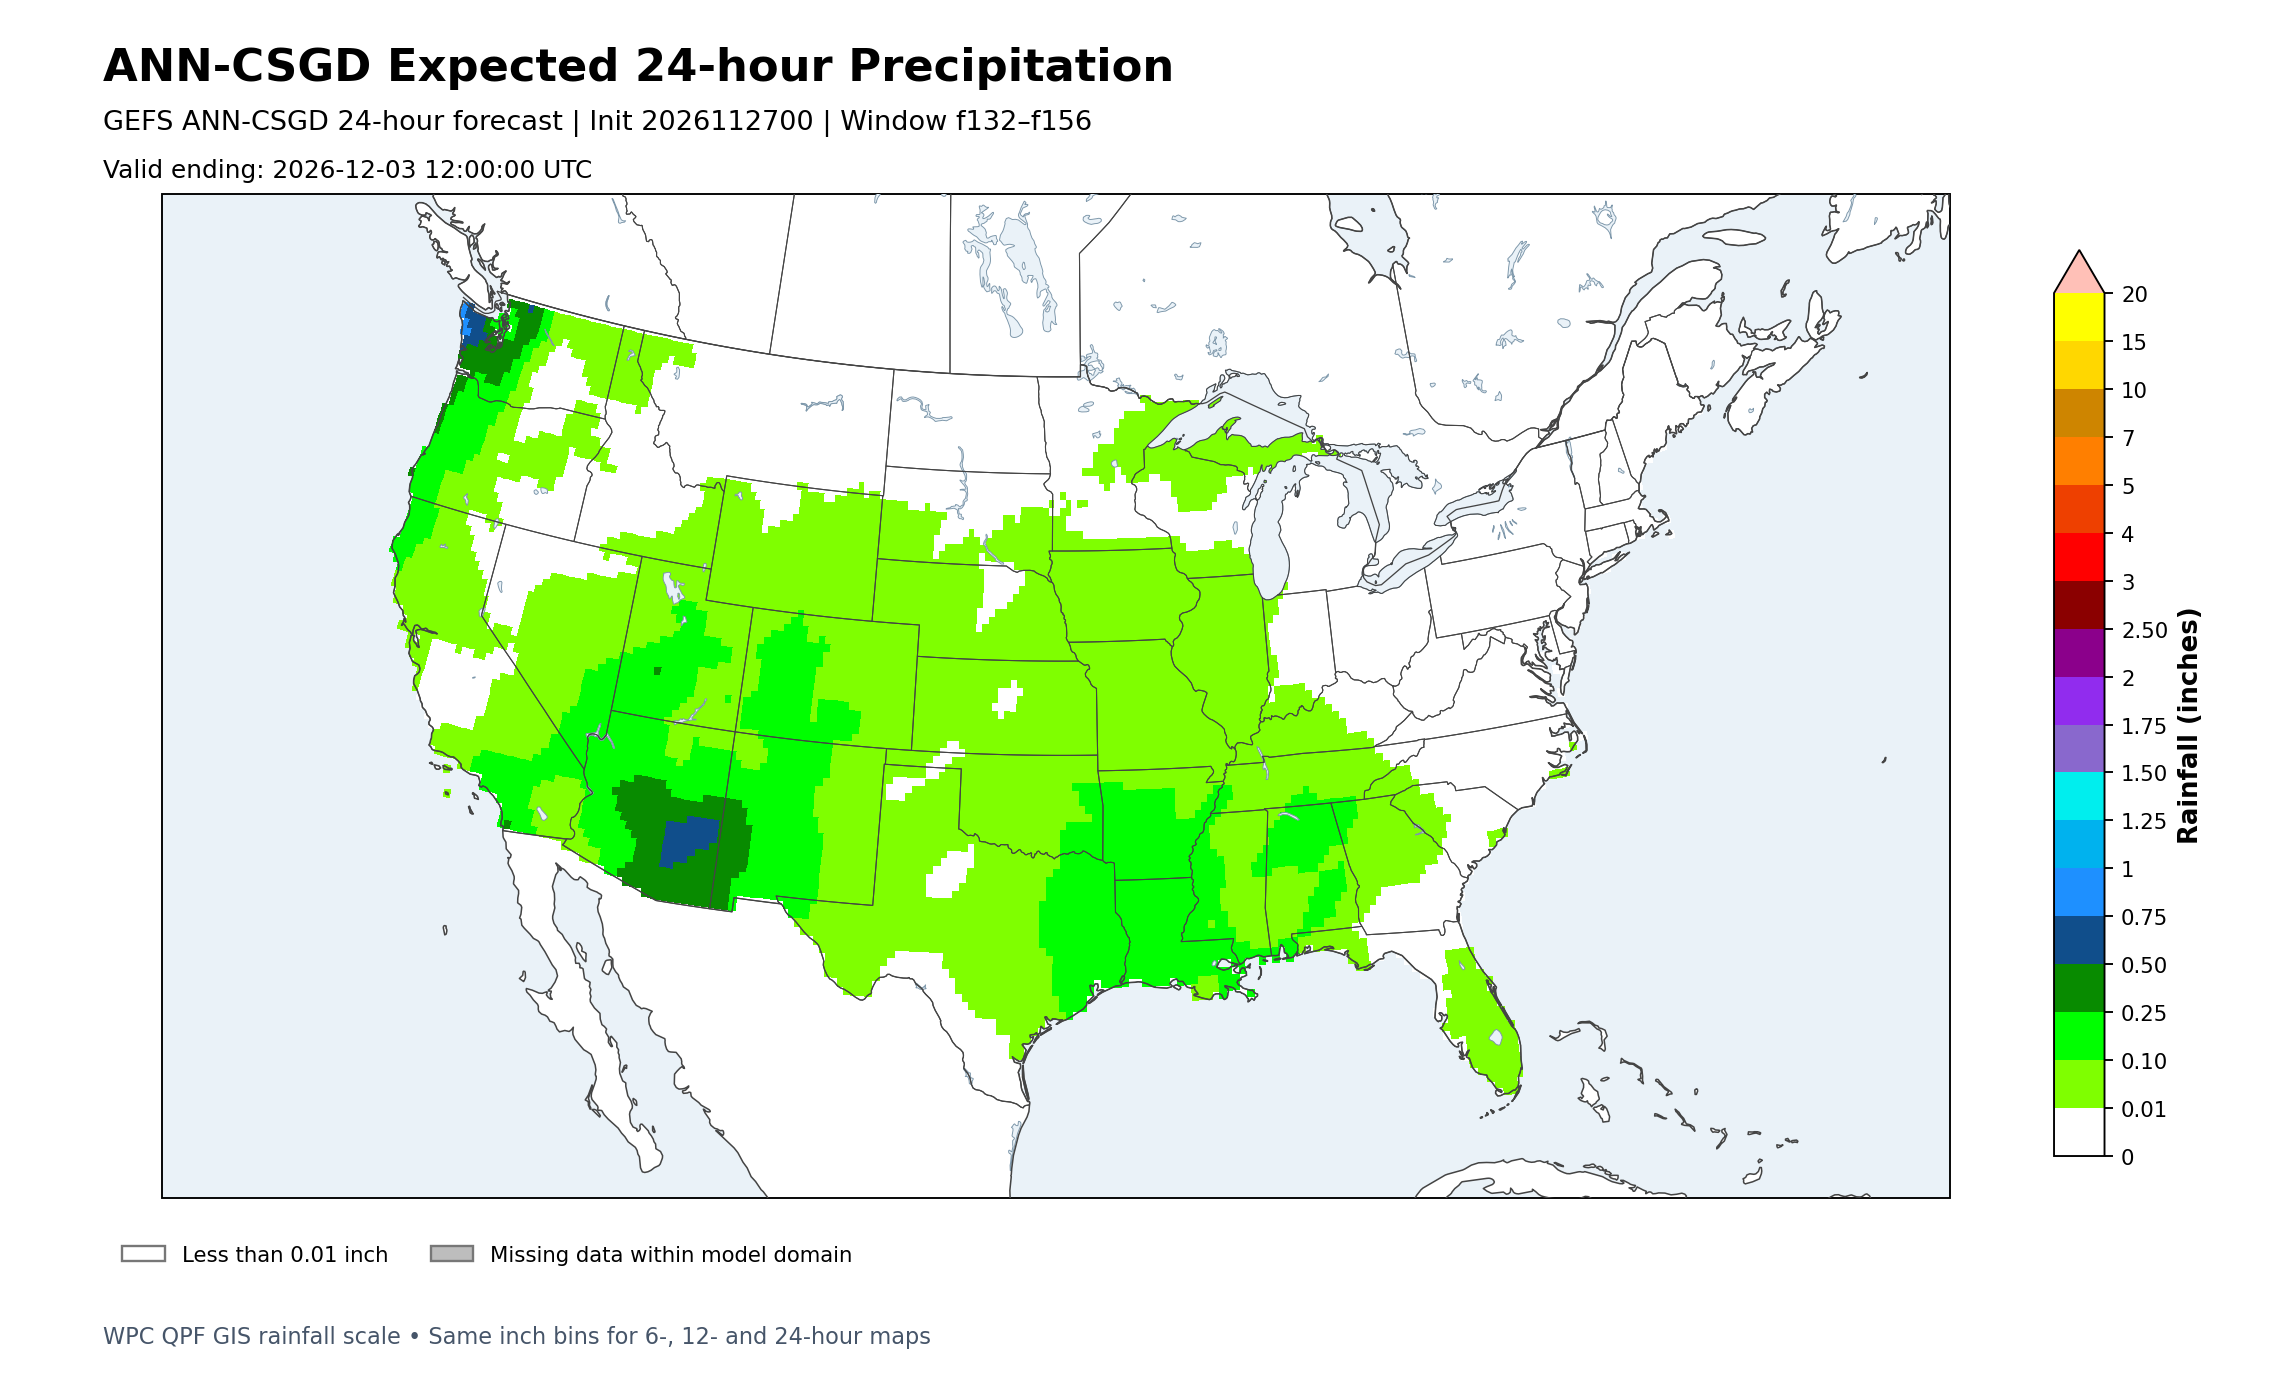 ANN-CSGD Expected 24-hour Precipitation
GEFS ANN-CSGD 24-hour forecast | Init 2026112700 | Window f132–f156
Valid ending: 2026-12-03 12:00:00 UTC
20
15
10
7
5
4
3
2.50
2
1.75
1.50
1.25
1
0.75
0.50
0.25
0.10
0.01
0
Rainfall (inches)
Less than 0.01 inch
Missing data within model domain
WPC QPF GIS rainfall scale • Same inch bins for 6-, 12- and 24-hour maps